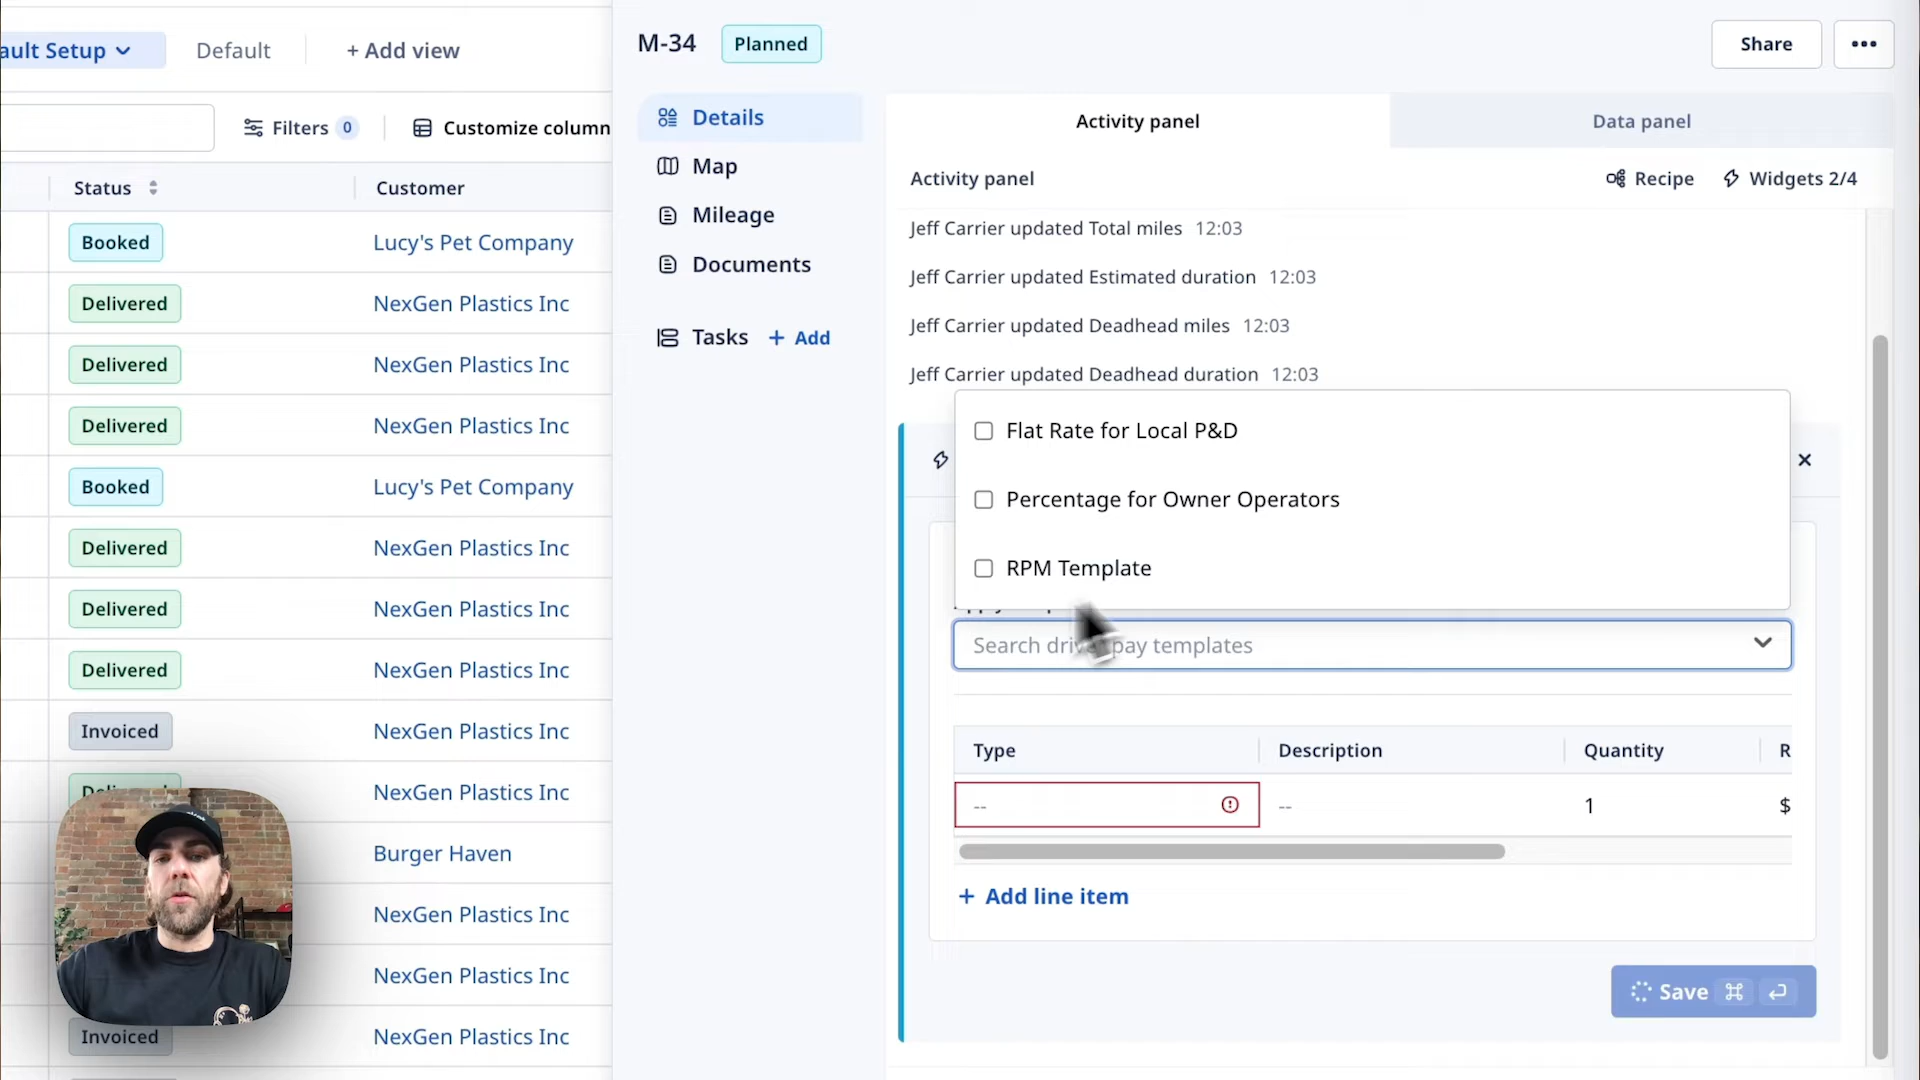 ault Setup
Default
+ Add view
Filters 0
Customize column
Status
Customer
Booked
Lucy's Pet Company
Delivered
NexGen Plastics Inc
Delivered
NexGen Plastics Inc
Delivered
NexGen Plastics Inc
Booked
Lucy's Pet Company
Delivered
NexGen Plastics Inc
Delivered
NexGen Plastics Inc
Delivered
NexGen Plastics Inc
Invoiced
NexGen Plastics Inc
NexGen Plastics Inc
Burger Haven
NexGen Plastics Inc
NexGen Plastics Inc
Invoiced
NexGen Plastics Inc
M-34
Planned
Share
Details
Map
Mileage
Documents
Tasks
+ Add
Activity panel
Data panel
Activity panel
Recipe
Widgets 2/4
Jeff Carrier updated Total miles 12:03
Jeff Carrier updated Estimated duration 12:03
Jeff Carrier updated Deadhead miles 12:03
Jeff Carrier updated Deadhead duration 12:03
Flat Rate for Local P&D
Percentage for Owner Operators
RPM Template
Search pay templates
Type
Description
Quantity
R
--
--
1
$
+ Add line item
Save ⌘